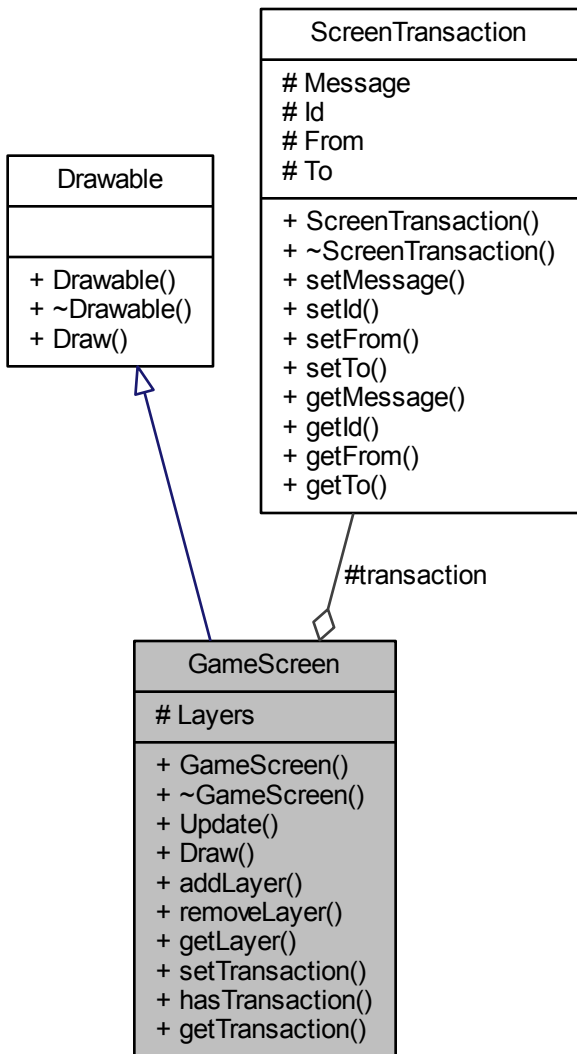 ScreenTransaction
# Message
# Id
# From
# To
+ ScreenTransaction()
+ ~ScreenTransaction()
+ setMessage()
+ setId()
+ setFrom()
+ setTo()
+ getMessage()
+ getId()
+ getFrom()
+ getTo()
Drawable
+ Drawable()
+ ~Drawable()
+ Draw()
#transaction
GameScreen
# Layers
+ GameScreen()
+ ~GameScreen()
+ Update()
+ Draw()
+ addLayer()
+ removeLayer()
+ getLayer()
+ setTransaction()
+ hasTransaction()
+ getTransaction()